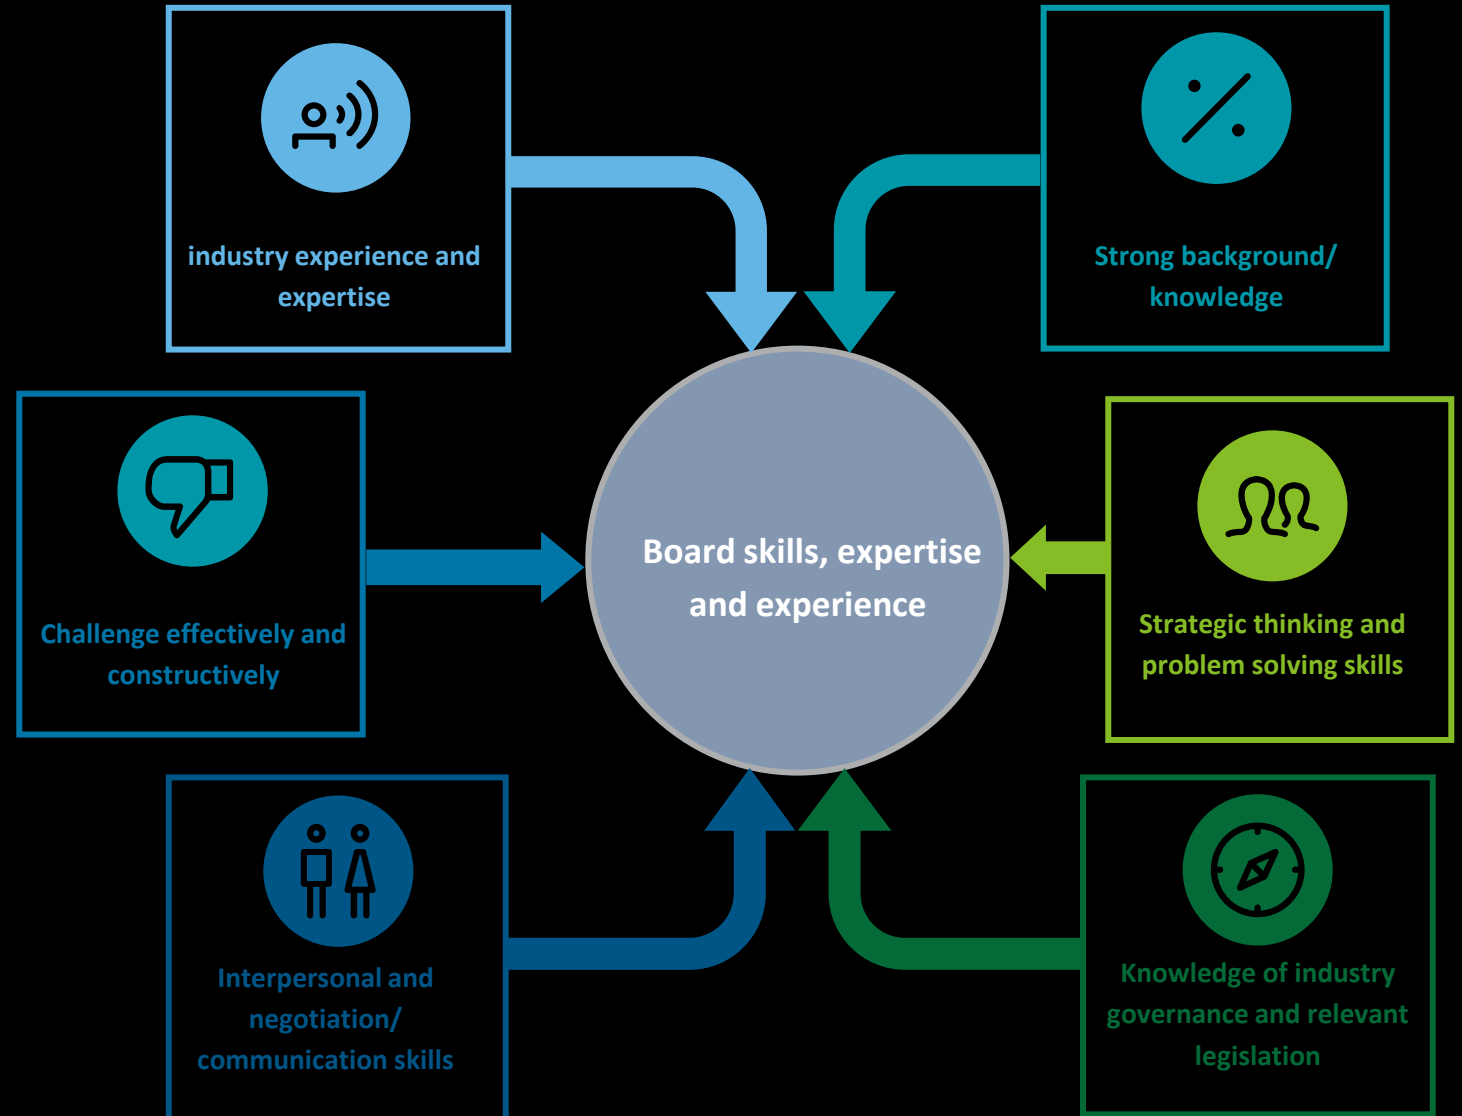 industry experience and
expertise
Strong background/
knowledge
Challenge effectively and
constructively
Board skills, expertise
and experience
Strategic thinking and
problem solving skills
Interpersonal and
negotiation/
communication skills
Knowledge of industry
governance and relevant
legislation